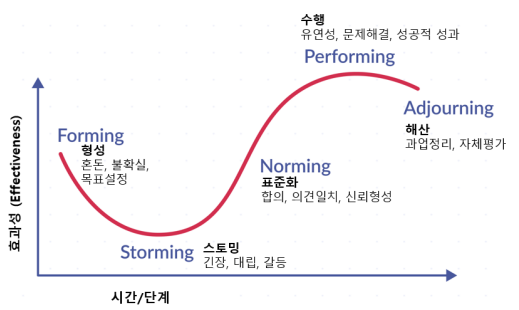 수행
유연성, 문제해결, 성공적 성과
Performing
Adjourning
해산
과업정리, 자체평가
Forming
형성
혼돈, 불확실,
목표설정
Norming
표준화
합의, 의견일치, 신뢰형성
Storming
스토밍
긴장, 대립, 갈등
효과성 (Effectiveness)
시간/단계